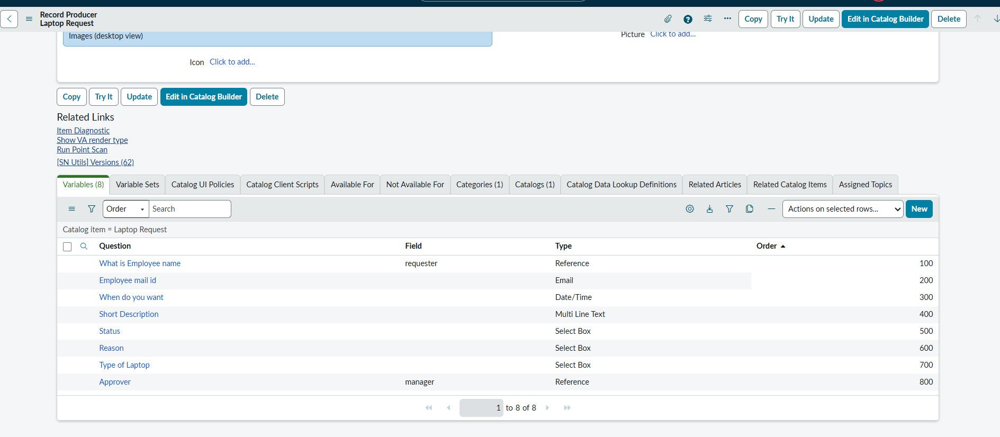 Record Producer
Laptop Request
Copy Try It Update Edit in Catalog Builder Delete
Images (desktop view)
Picture Click to add...
Icon Click to add...
Copy Try It Update Edit in Catalog Builder Delete
Related Links
Item Diagnostic
Show VA render type
Run Point Scan
[SN Utils] Versions (62)
Variables (8) Variable Sets Catalog UI Policies Catalog Client Scripts Available For Not Available For Categories (1) Catalogs (1) Catalog Data Lookup Definitions Related Articles Related Catalog Items Assigned Topics
Order Search Actions on selected rows... New
Catalog item = Laptop Request
Question Field Type Order
What is Employee name requester Reference 100
Employee mail id Email 200
When do you want Date/Time 300
Short Description Multi Line Text 400
Status Select Box 500
Reason Select Box 600
Type of Laptop Select Box 700
Approver manager Reference 800
1 to 8 of 8